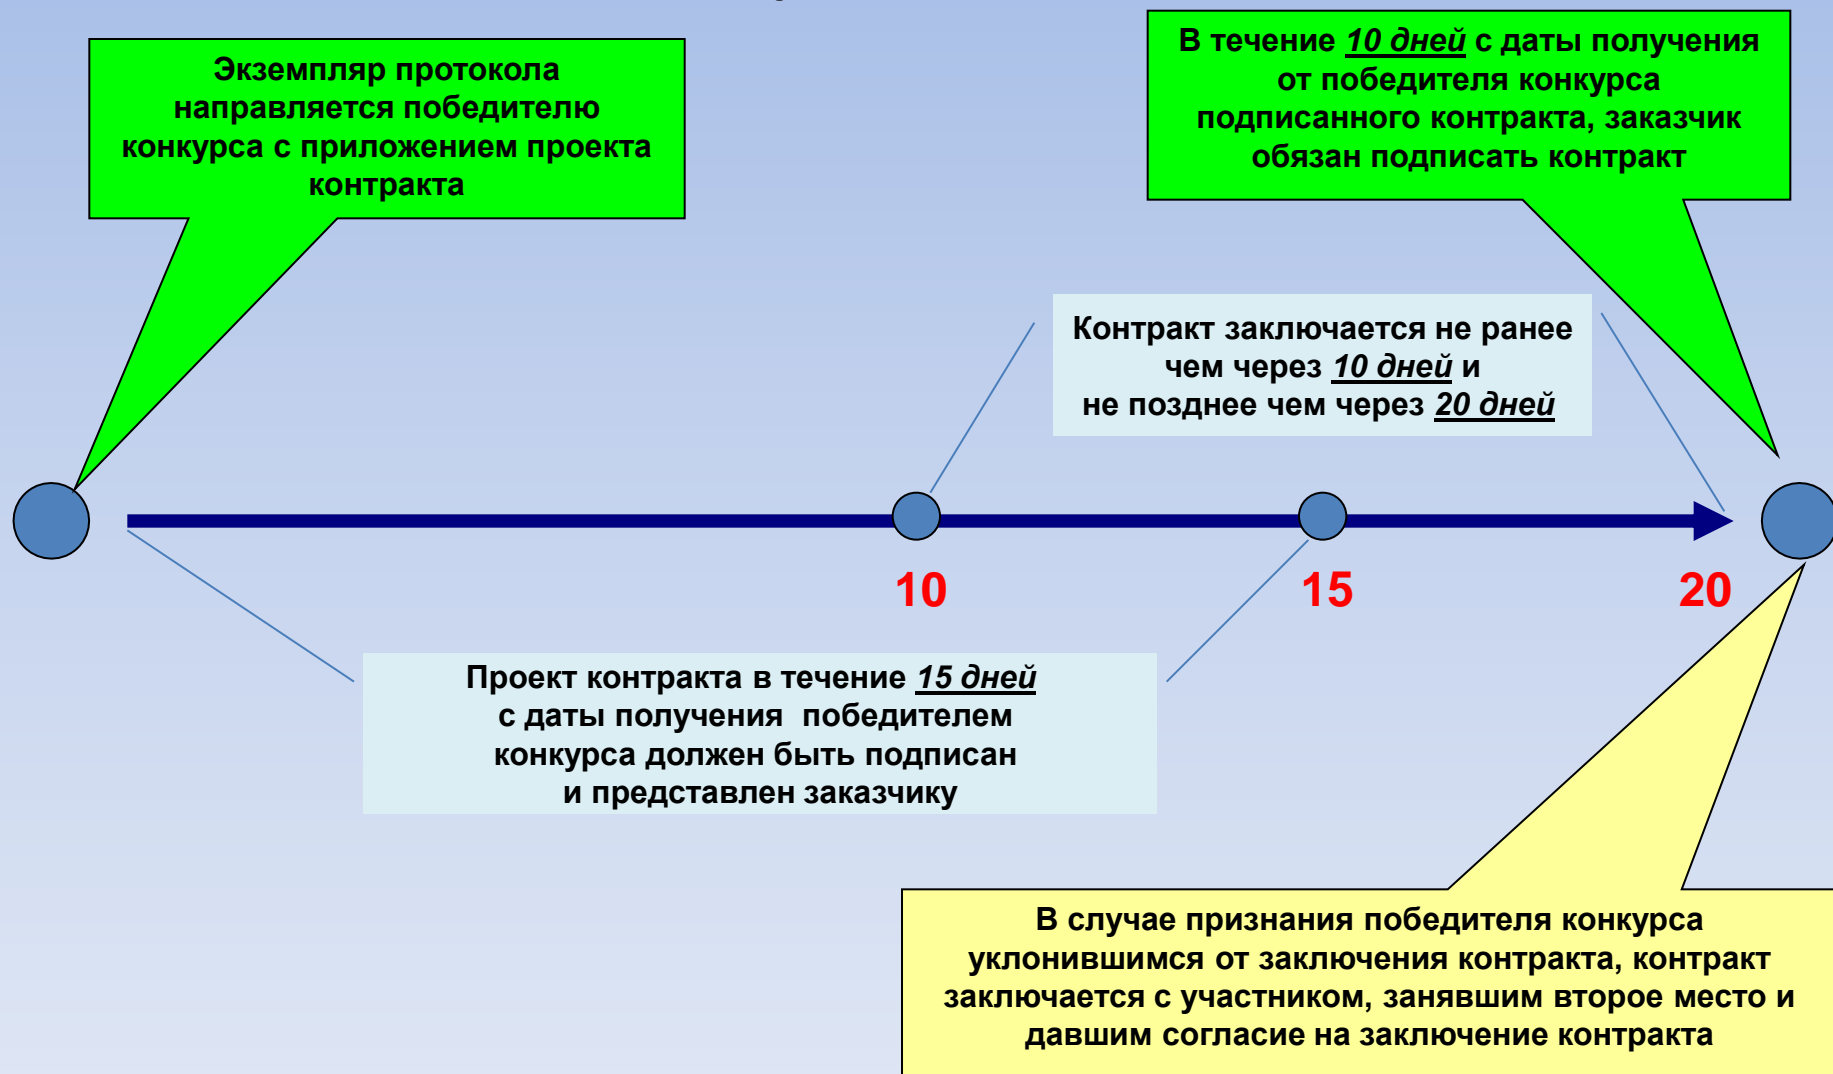 Экземпляр протокола
направляется победителю
конкурса с приложением проекта
контракта
В течение 10 дней с даты получения
от победителя конкурса
подписанного контракта, заказчик
обязан подписать контракт
Контракт заключается не ранее
чем через 10 дней и
не позднее чем через 20 дней
10
15
20
Проект контракта в течение 15 дней
с даты получения победителем
конкурса должен быть подписан
и представлен заказчику
В случае признания победителя конкурса
уклонившимся от заключения контракта, контракт
заключается с участником, занявшим второе место и
давшим согласие на заключение контракта